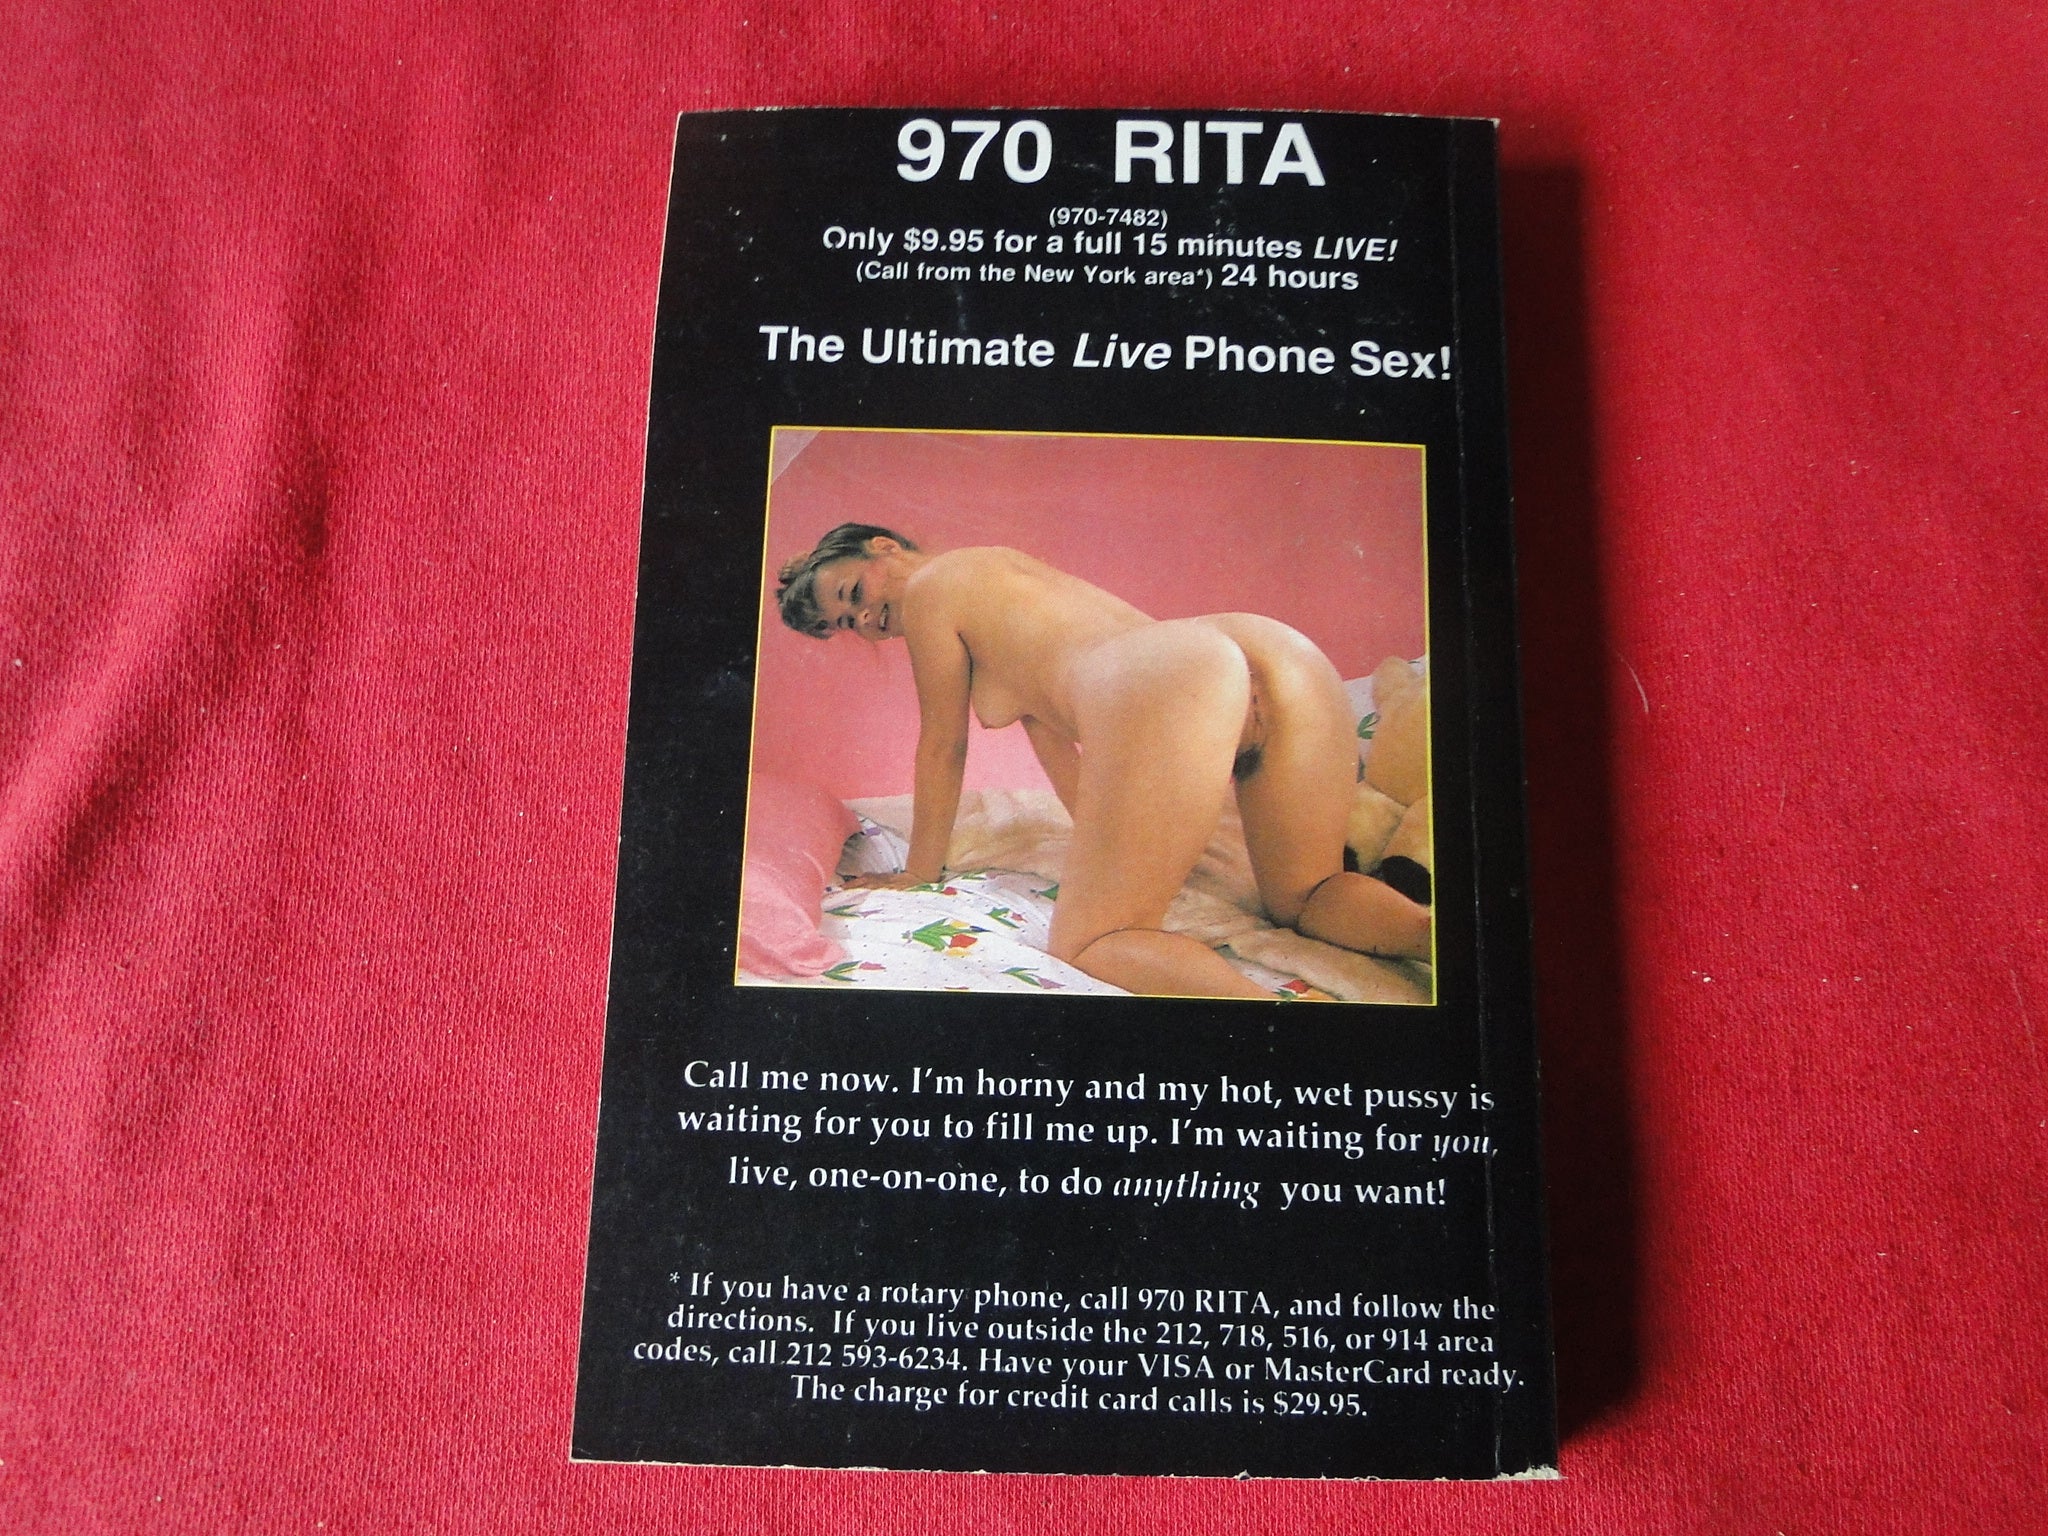 970 RITA
(970-7482)
Only $9.95 for a full 15 minutes LIVE!
(Call from the New York area*) 24 hours
The Ultimate Live Phone Sex!
Call me now. I'm horny and my hot, wet pussy is
waiting for you to fill me up. I'm waiting for you,
live, one-on-one, to do anything you want!
* If you have a rotary phone, call 970 RITA, and follow the
directions. If you live outside the 212, 718, 516, or 914 area
codes, call 212 593-6234. Have your VISA or MasterCard ready.
The charge for credit card calls is $29.95.